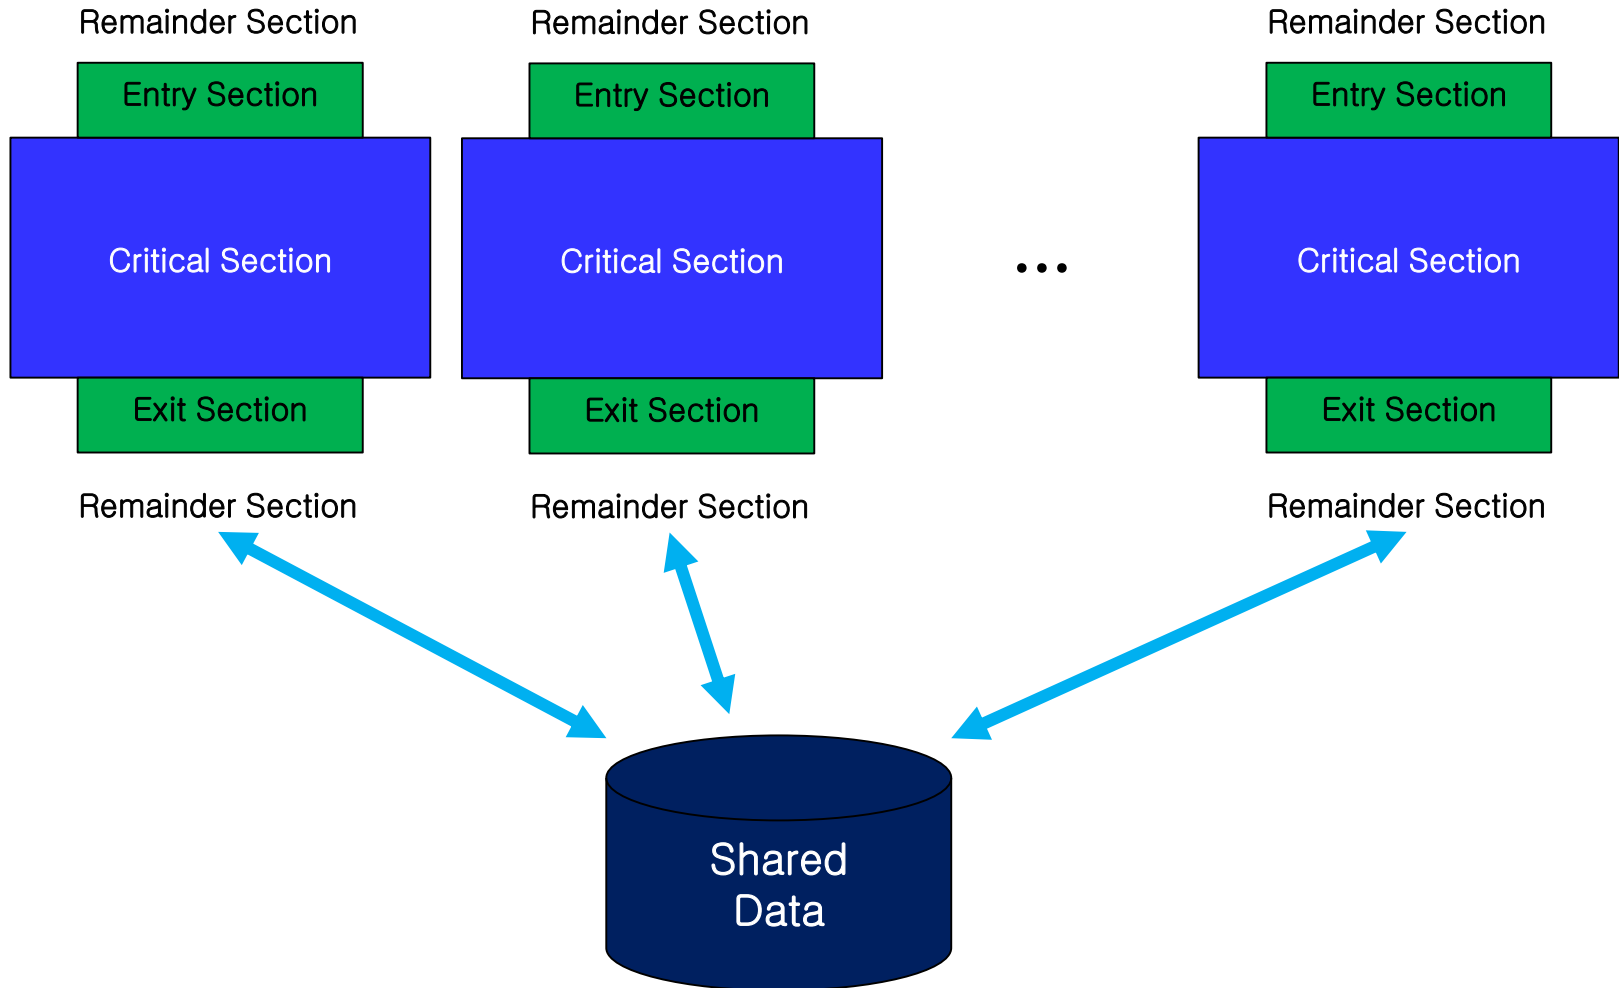 Remainder Section
Remainder Section
Remainder Section
Entry Section
Entry Section
Entry Section
Critical Section
Critical Section
...
Critical Section
Exit Section
Exit Section
Exit Section
Remainder Section
Remainder Section
Remainder Section
Shared
Data